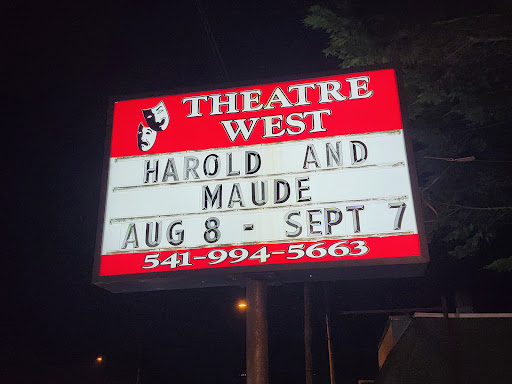 THEATRE
WEST
HAROLD AND
MAUDE
AUG 8 - SEPT 7
541-994-5663